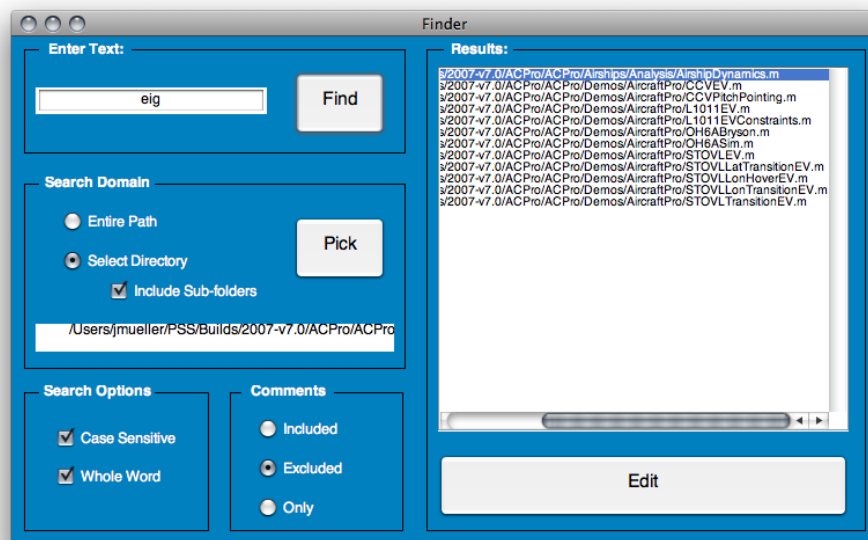 Finder
Enter Text:
eig
Find
Search Domain
Entire Path
Select Directory
Pick
Include Sub-folders
/Users/jmueller/PSS/Builds/2007-v7.0/ACPro/ACPro
Search Options
Case Sensitive
Whole Word
Comments
Included
Excluded
Only
Results:
s/2007-v7.0/ACPro/ACPro/Airships/Analysis/AirshipDynamics.m
s/2007-v7.0/ACPro/ACPro/Demos/AircraftPro/CCVEV.m
s/2007-v7.0/ACPro/ACPro/Demos/AircraftPro/CCVPitchPointing.m
s/2007-v7.0/ACPro/ACPro/Demos/AircraftPro/L1011EV.m
s/2007-v7.0/ACPro/ACPro/Demos/AircraftPro/L1011EVConstraints.m
s/2007-v7.0/ACPro/ACPro/Demos/AircraftPro/OH6ABryson.m
s/2007-v7.0/ACPro/ACPro/Demos/AircraftPro/OH6ASim.m
s/2007-v7.0/ACPro/ACPro/Demos/AircraftPro/STOVLEV.m
s/2007-v7.0/ACPro/ACPro/Demos/AircraftPro/STOVLLatTransitionEV.m
s/2007-v7.0/ACPro/ACPro/Demos/AircraftPro/STOVLLonHoverEV.m
s/2007-v7.0/ACPro/ACPro/Demos/AircraftPro/STOVLLonTransitionEV.m
s/2007-v7.0/ACPro/ACPro/Demos/AircraftPro/STOVLTransitionEV.m
Edit